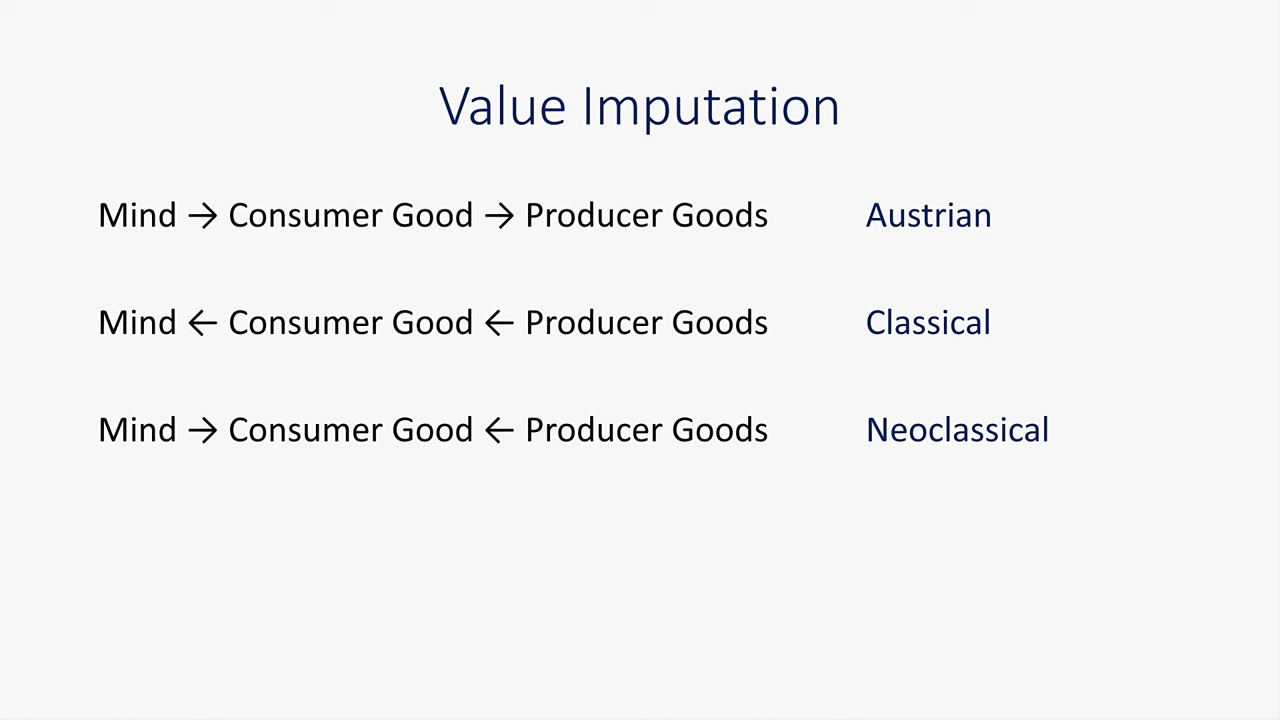 Value Imputation
Mind → Consumer Good → Producer Goods Austrian
Mind ← Consumer Good ← Producer Goods Classical
Mind → Consumer Good ← Producer Goods Neoclassical